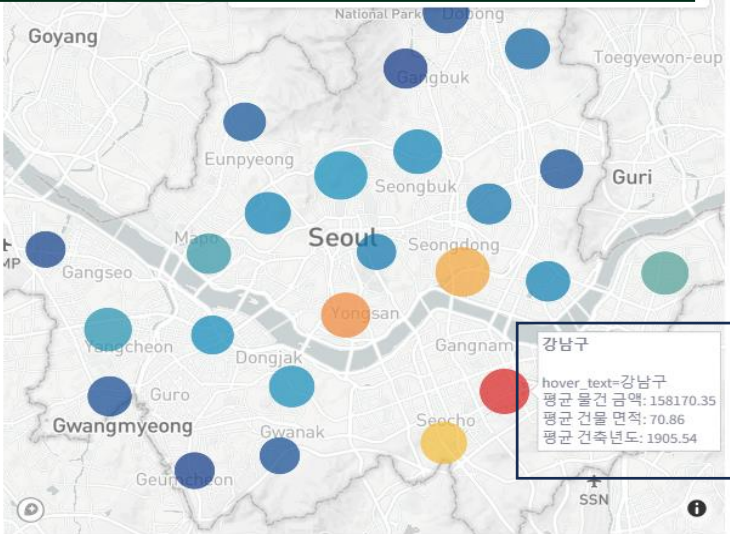 National Park
Dobong
Goyang
Toegyewon-eup
Gangbuk
Eunpyeong
Guri
Seongbuk
Mapo
Seoul
Seongdong
MP
Gangseo
Yongsan
Yangcheon
Gangnam
Dongjak
강남구
hover_text=강남구
평균 물건 금액: 158170.35
평균 건물 면적: 70.86
평균 건축년도: 1905.54
Guro
Seocho
Gwangmyeong
Gwanak
Geumcheon
SSN
i